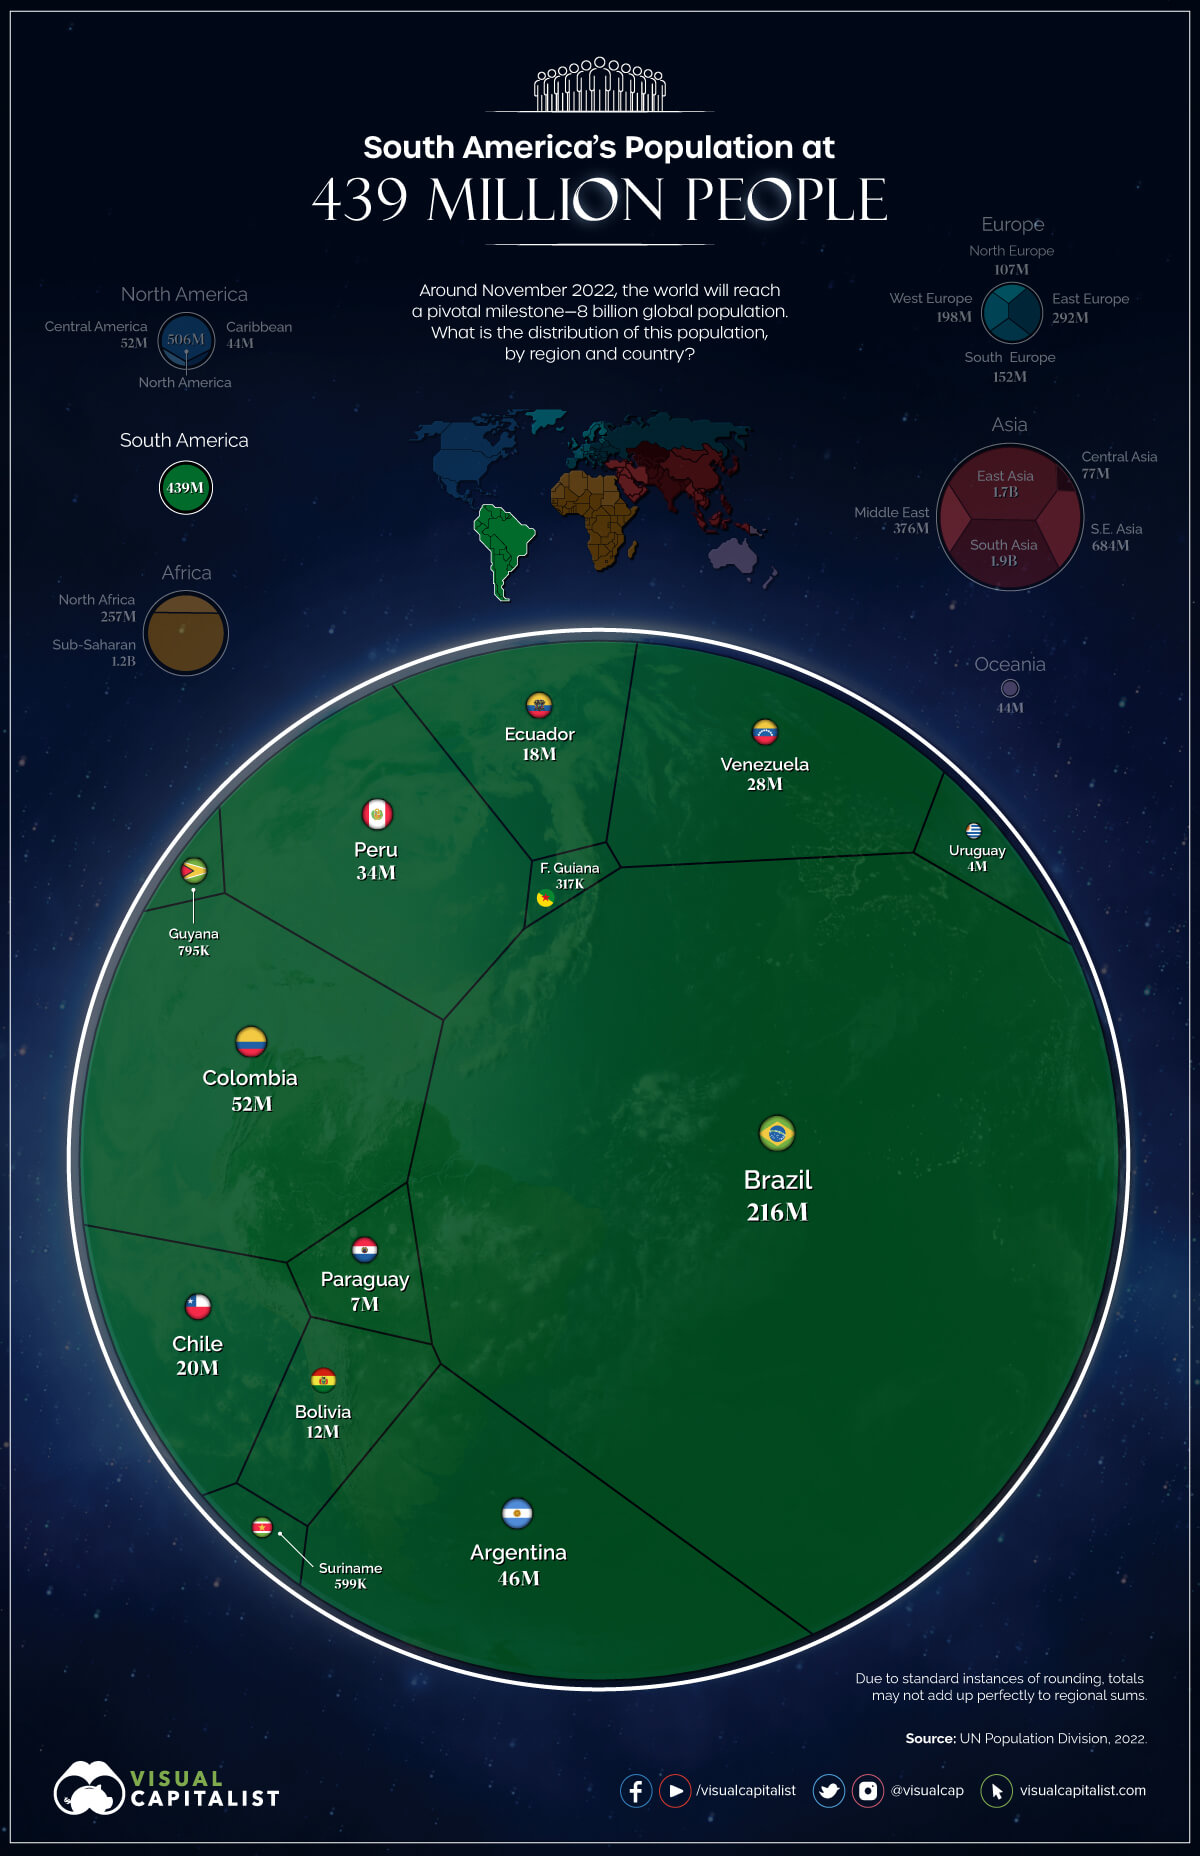 South America's Population at
439 MILLION PEOPLE
Around November 2022, the world will reach
a pivotal milestone—8 billion global population.
What is the distribution of this population,
by region and country?
North America
Central America
52M
506M
Caribbean
44M
North America
South America
439M
Africa
North Africa
257M
Sub-Saharan
1.2B
Europe
North Europe
107M
West Europe
198M
East Europe
292M
South Europe
152M
Asia
Central Asia
77M
East Asia
1.7B
Middle East
376M
S.E. Asia
684M
South Asia
1.9B
Oceania
44M
Ecuador
18M
Venezuela
28M
Peru
34M
Uruguay
4M
F. Guiana
317K
Guyana
795K
Colombia
52M
Brazil
216M
Paraguay
7M
Chile
20M
Bolivia
12M
Argentina
46M
Suriname
599K
Due to standard instances of rounding, totals
may not add up perfectly to regional sums.
Source: UN Population Division, 2022.
VISUAL
CAPITALIST
/visualcapitalist
@visualcap
visualcapitalist.com